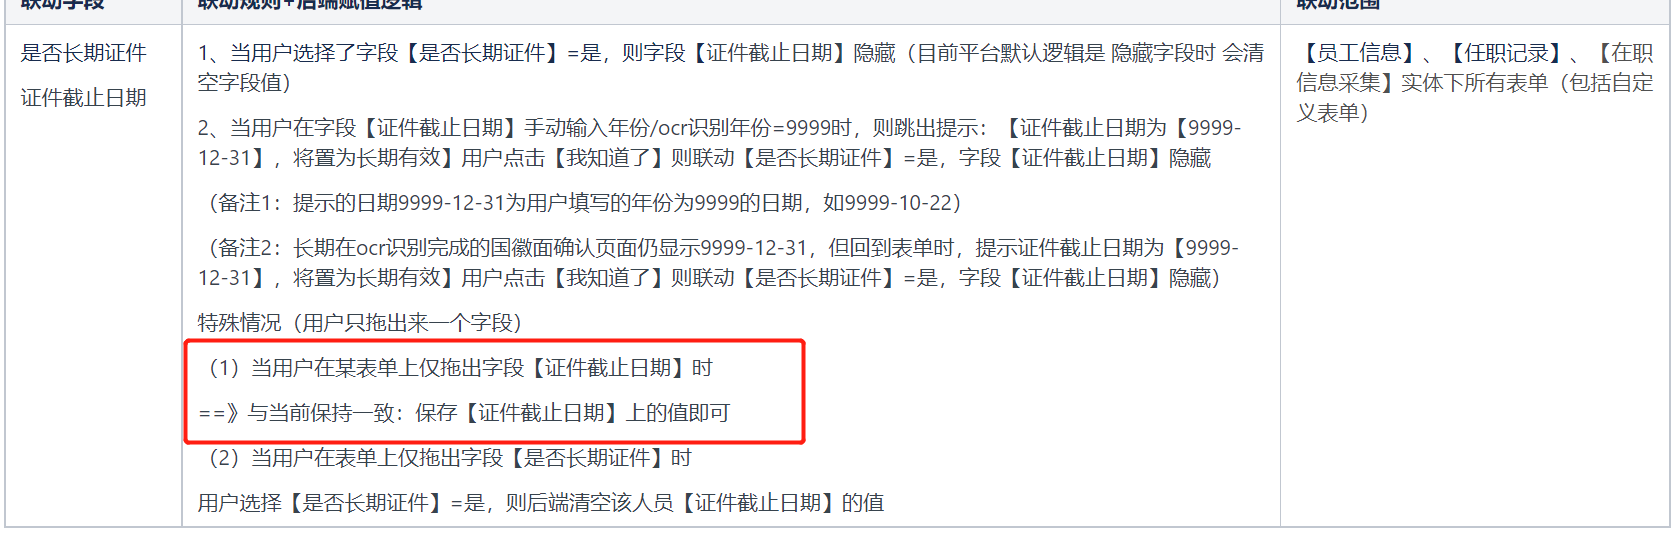 联动字段
联动规则+后端赋值逻辑
联动范围
是否长期证件
证件截止日期
1、当用户选择了字段【是否长期证件】=是，则字段【证件截止日期】隐藏（目前平台默认逻辑是 隐藏字段时 会清
空字段值）
2、当用户在字段【证件截止日期】手动输入年份/ocr识别年份=9999时，则跳出提示：【证件截止日期为【9999-
12-31】，将置为长期有效】用户点击【我知道了】则联动【是否长期证件】=是，字段【证件截止日期】隐藏
（备注1：提示的日期9999-12-31为用户填写的年份为9999的日期，如9999-10-22）
（备注2：长期在ocr识别完成的国徽面确认页面仍显示9999-12-31，但回到表单时，提示证件截止日期为【9999-
12-31】，将置为长期有效】用户点击【我知道了】则联动【是否长期证件】=是，字段【证件截止日期】隐藏）
特殊情况（用户只拖出来一个字段）
（1）当用户在某表单上仅拖出字段【证件截止日期】时
==》与当前保持一致：保存【证件截止日期】上的值即可
（2）当用户在表单上仅拖出字段【是否长期证件】时
用户选择【是否长期证件】=是，则后端清空该人员【证件截止日期】的值
【员工信息】、【任职记录】、【在职
信息采集】实体下所有表单（包括自定
义表单）